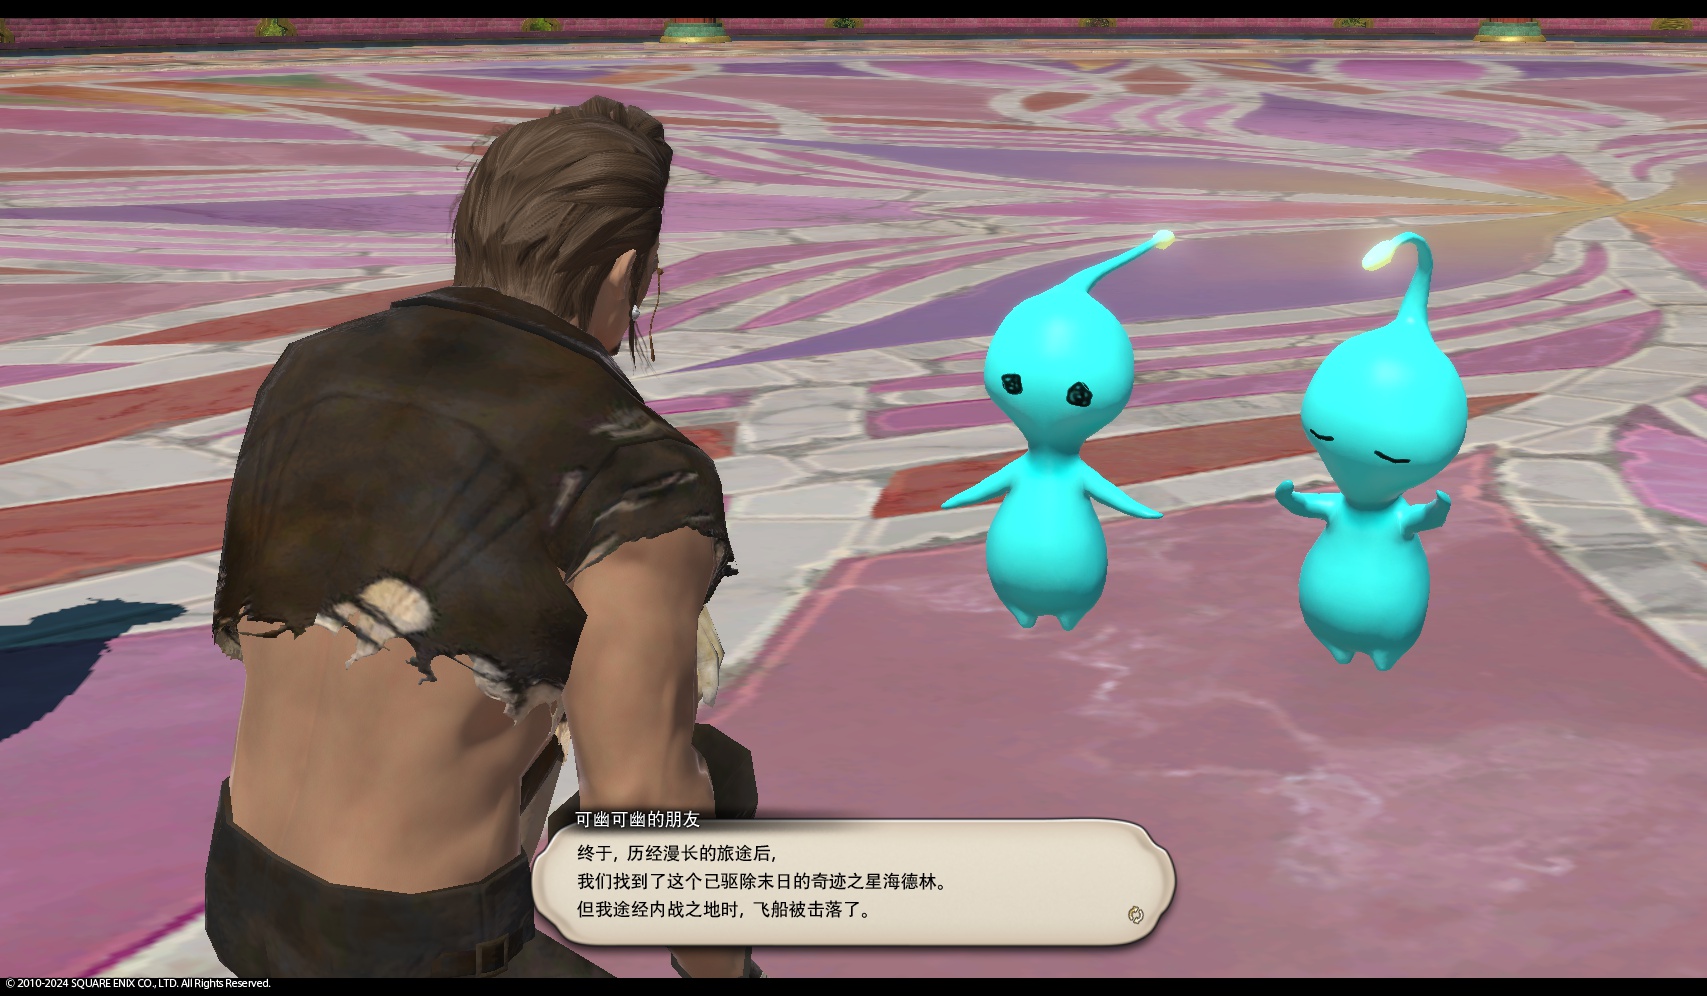 可幽可幽的朋友
终于, 历经漫长的旅途后,
我们找到了这个已驱除末日的奇迹之星海德林。
但我途经内战之地时, 飞船被击落了。
© 2010-2024 SQUARE ENIX CO., LTD. All Rights Reserved.